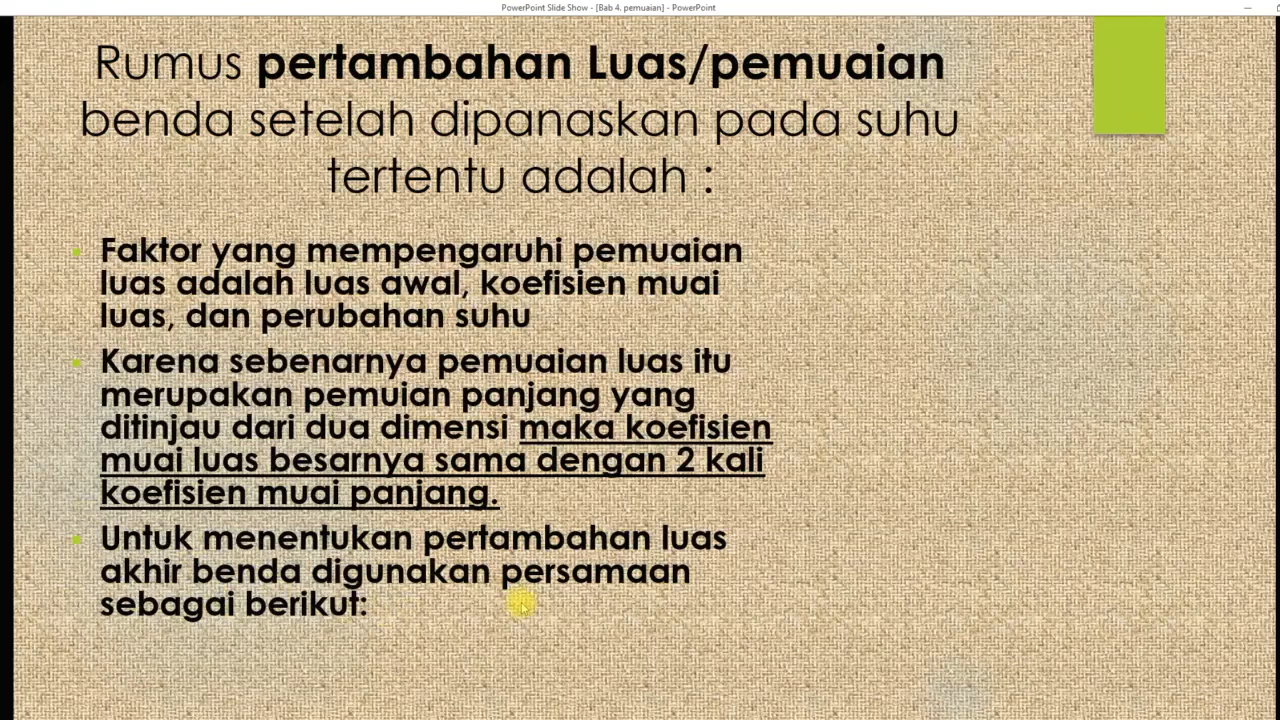 PowerPoint Slide Show - [Bab 4. pemuaian] - PowerPoint
Rumus pertambahan Luas/pemuaian
benda setelah dipanaskan pada suhu
tertentu adalah :
Faktor yang mempengaruhi pemuaian
luas adalah luas awal, koefisien muai
luas, dan perubahan suhu
Karena sebenarnya pemuaian luas itu
merupakan pemuian panjang yang
ditinjau dari dua dimensi maka koefisien
muai luas besarnya sama dengan 2 kali
koefisien muai panjang.
Untuk menentukan pertambahan luas
akhir benda digunakan persamaan
sebagai berikut: